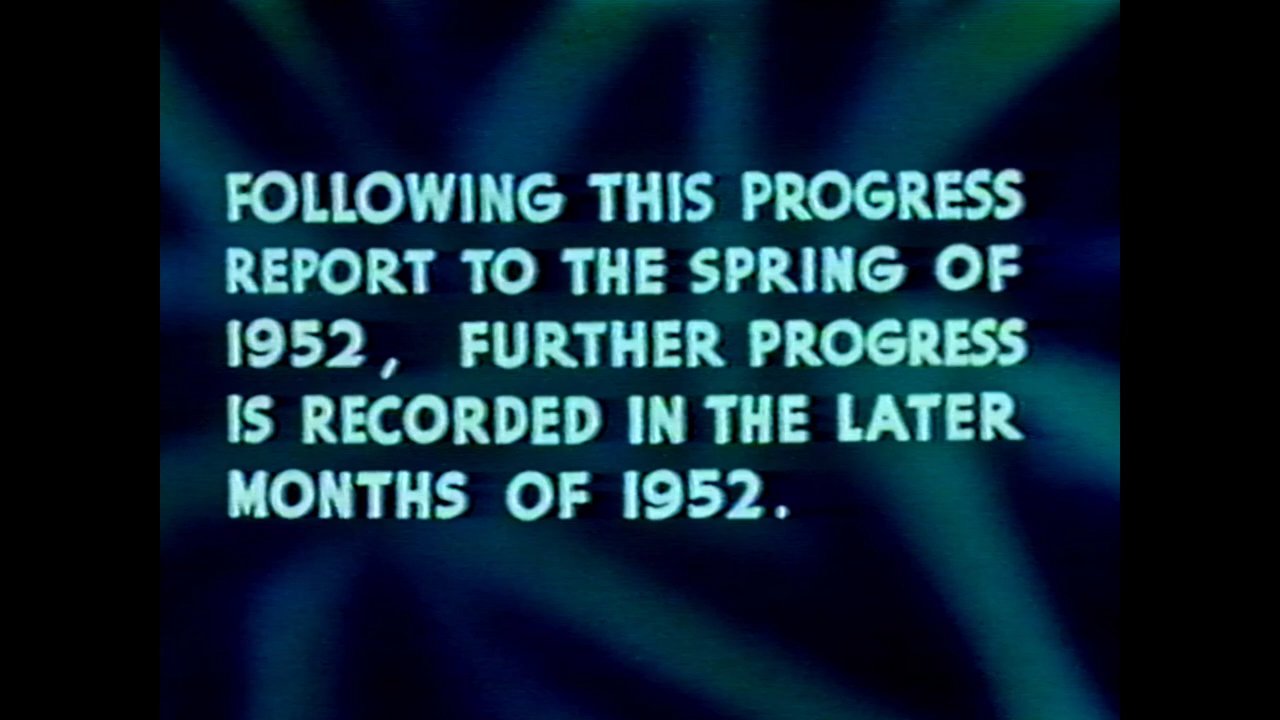 FOLLOWING THIS PROGRESS
REPORT TO THE SPRING OF
1952, FURTHER PROGRESS
IS RECORDED IN THE LATER
MONTHS OF 1952.